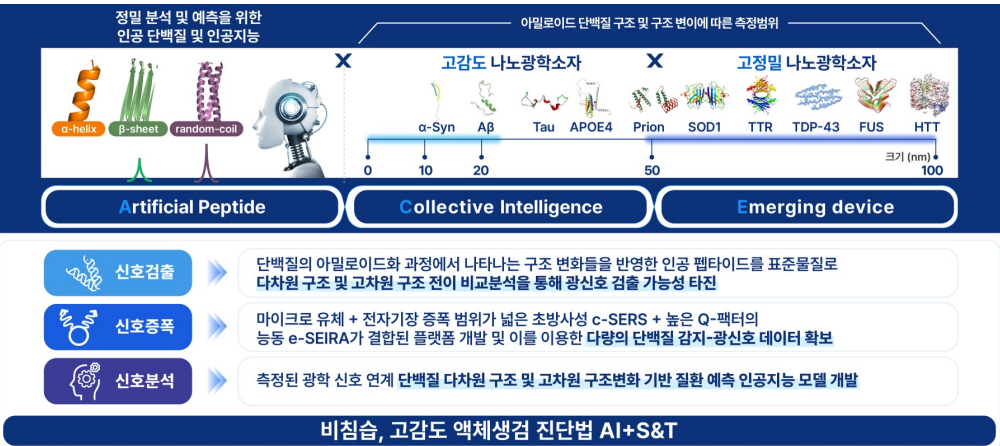 정밀 분석 및 예측을 위한
인공 단백질 및 인공지능
아밀로이드 단백질 구조 및 구조 변이에 따른 측정범위
X
고감도 나노광학소자
X
고정밀 나노광학소자
α-helix
β-sheet
random-coil
α-Syn
Aβ
Tau
APOE4
Prion
SOD1
TTR
TDP-43
FUS
HTT
크기 (nm)
0
10
20
50
100
Artificial Peptide
Collective Intelligence
Emerging device
신호검출
단백질의 아밀로이드화 과정에서 나타나는 구조 변화들을 반영한 인공 펩타이드를 표준물질로
다차원 구조 및 고차원 구조 전이 비교분석을 통해 광신호 검출 가능성 타진
신호증폭
마이크로 유체 + 전자기장 증폭 범위가 넓은 초방사성 c-SERS + 높은 Q-팩터의
능동 e-SEIRA가 결합된 플랫폼 개발 및 이를 이용한 다량의 단백질 감지-광신호 데이터 확보
신호분석
측정된 광학 신호 연계 단백질 다차원 구조 및 고차원 구조변화 기반 질환 예측 인공지능 모델 개발
비침습, 고감도 액체생검 진단법 AI+S&T